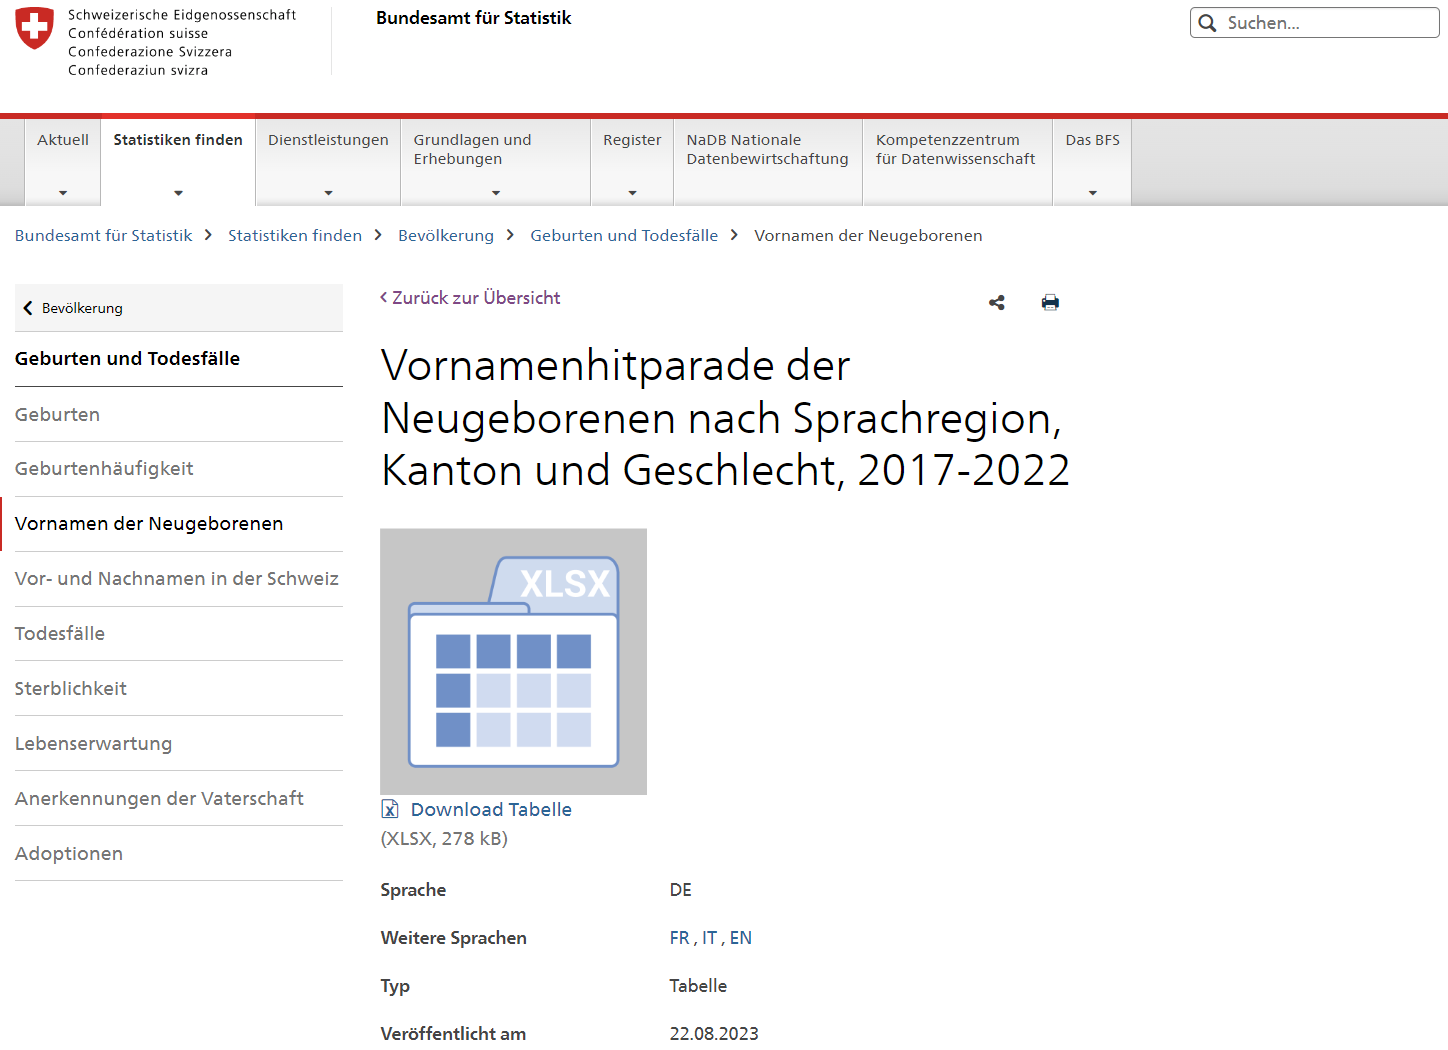 Schweizerische Eidgenossenschaft
Confédération suisse
Confederazione Svizzera
Confederaziun svizra
Bundesamt für Statistik
Suchen...
Aktuell
Statistiken finden
Dienstleistungen
Grundlagen und
Erhebungen
Register
NaDB Nationale
Datenbewirtschaftung
Kompetenzzentrum
für Datenwissenschaft
Das BFS
Bundesamt für Statistik > Statistiken finden > Bevölkerung > Geburten und Todesfälle > Vornamen der Neugeborenen
Bevölkerung
Geburten und Todesfälle
Geburten
Geburtenhäufigkeit
Vornamen der Neugeborenen
Vor- und Nachnamen in der Schweiz
Todesfälle
Sterblichkeit
Lebenserwartung
Anerkennungen der Vaterschaft
Adoptionen
Zurück zur Übersicht
Vornamenhitparade der
Neugeborenen nach Sprachregion,
Kanton und Geschlecht, 2017-2022
XLSX
Download Tabelle
(XLSX, 278 kB)
Sprache DE
Weitere Sprachen FR , IT , EN
Typ Tabelle
Veröffentlicht am 22.08.2023